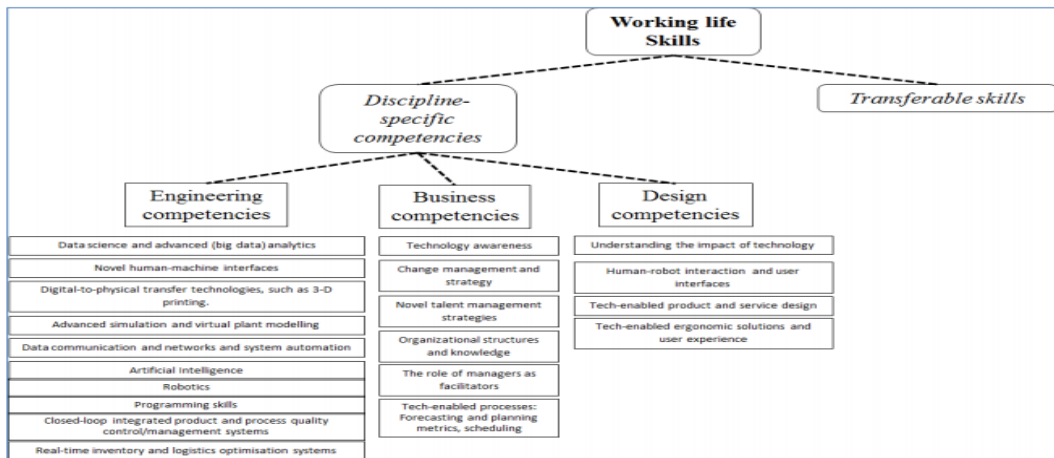 Working life
Skills
Discipline-
specific
competencies
Transferable skills
Engineering
competencies
Business
competencies
Design
competencies
Data science and advanced (big data) analytics
Novel human-machine interfaces
Digital-to-physical transfer technologies, such as 3-D
printing.
Advanced simulation and virtual plant modelling
Data communication and networks and system automation
Artificial Intelligence
Robotics
Programming skills
Closed-loop integrated product and process quality
control/management systems
Real-time inventory and logistics optimisation systems
Technology awareness
Change management and
strategy
Novel talent management
strategies
Organizational structures
and knowledge
The role of managers as
facilitators
Tech-enabled processes:
Forecasting and planning
metrics, scheduling
Understanding the impact of technology
Human-robot interaction and user
interfaces
Tech-enabled product and service design
Tech-enabled ergonomic solutions and
user experience